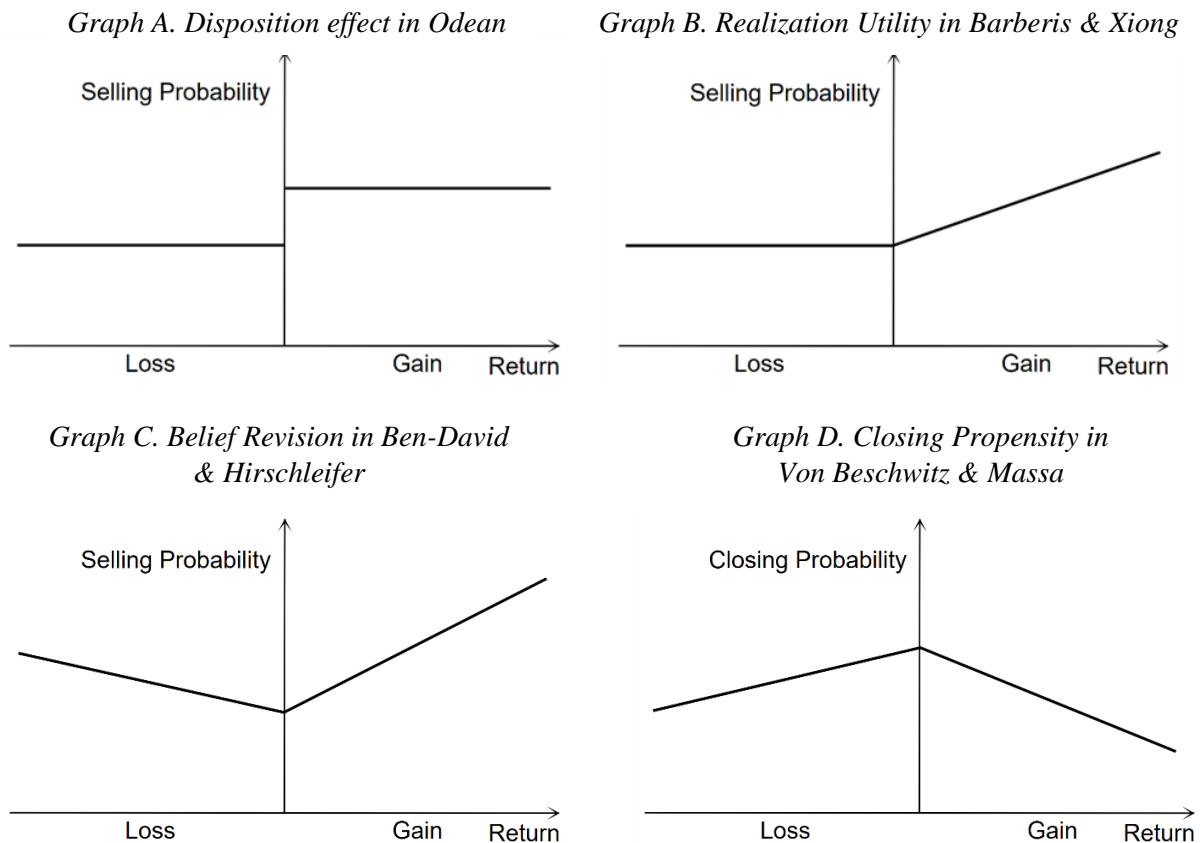 Graph A. Disposition effect in Odean
Selling Probability
Loss
Gain
Return
Graph B. Realization Utility in Barberis & Xiong
Selling Probability
Loss
Gain
Return
Graph C. Belief Revision in Ben-David
& Hirschleifer
Selling Probability
Loss
Gain
Return
Graph D. Closing Propensity in
Von Beschwitz & Massa
Closing Probability
Loss
Gain
Return